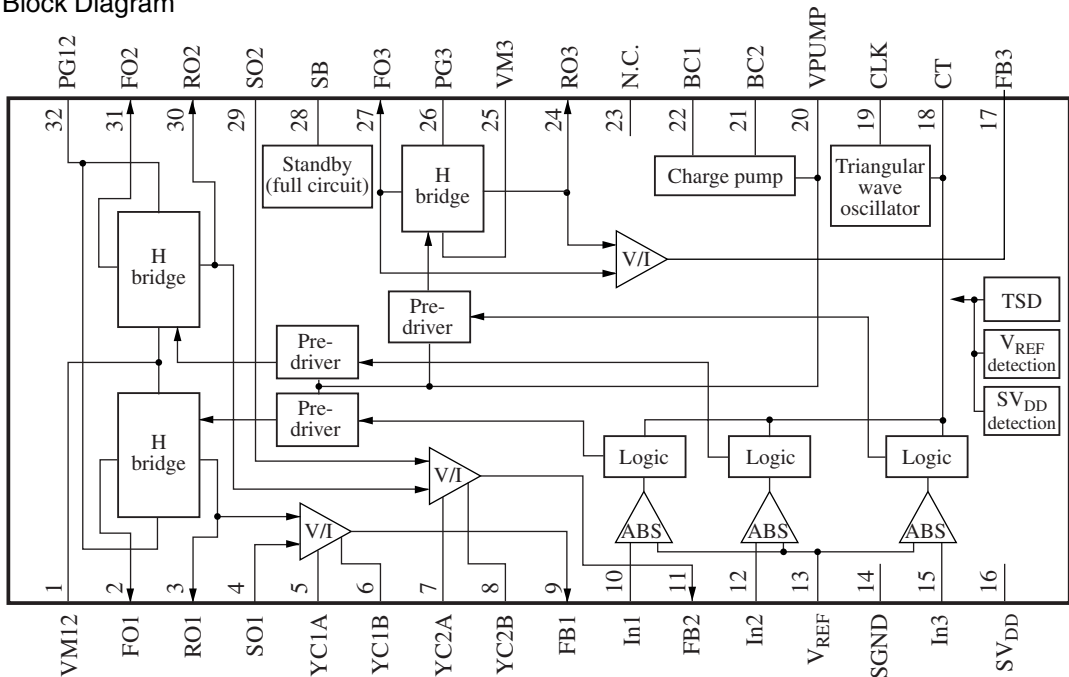 Block Diagram
PG12
FO2
RO2
SO2
SB
FO3
PG3
VM3
RO3
N.C.
BC1
BC2
VPUMP
CLK
CT
FB3
32
31
30
29
28
27
26
25
24
23
22
21
20
19
18
17
Standby
(full circuit)
H
bridge
Charge pump
Triangular
wave
oscillator
H
bridge
V/I
Pre-
driver
TSD
Pre-
driver
VREF
detection
Pre-
driver
SVDD
detection
H
bridge
Logic
Logic
Logic
V/I
V/I
ABS
ABS
ABS
1
2
3
4
5
6
7
8
9
10
11
12
13
14
15
16
VM12
FO1
RO1
SO1
YC1A
YC1B
YC2A
YC2B
FB1
In1
FB2
In2
VREF
SGND
In3
SVDD